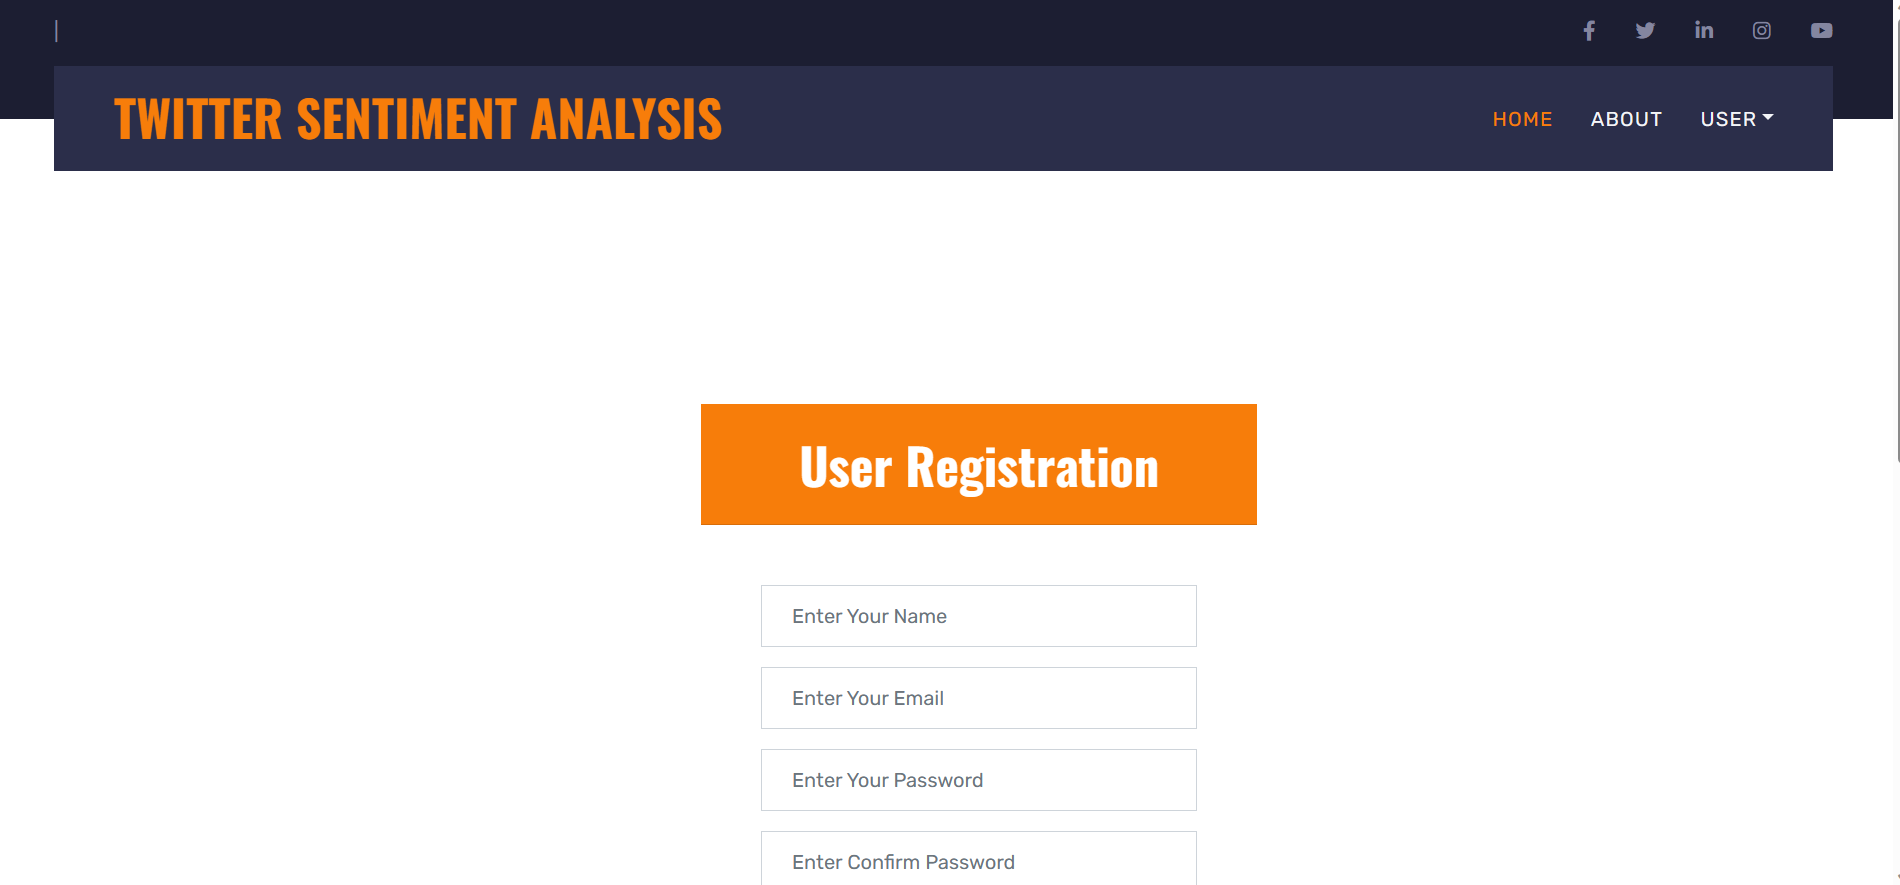 |
TWITTER SENTIMENT ANALYSIS
HOME ABOUT USER
User Registration
Enter Your Name
Enter Your Email
Enter Your Password
Enter Confirm Password